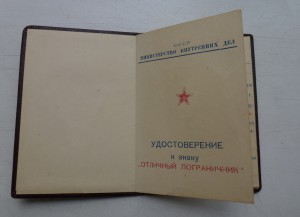 МИНИСТЕРСТВО ВНУТРЕННИХ ДЕЛ
УДОСТОВЕРЕНИЕ
к знаку
„ОТЛИЧНЫЙ ПОГРАНИЧНИК"